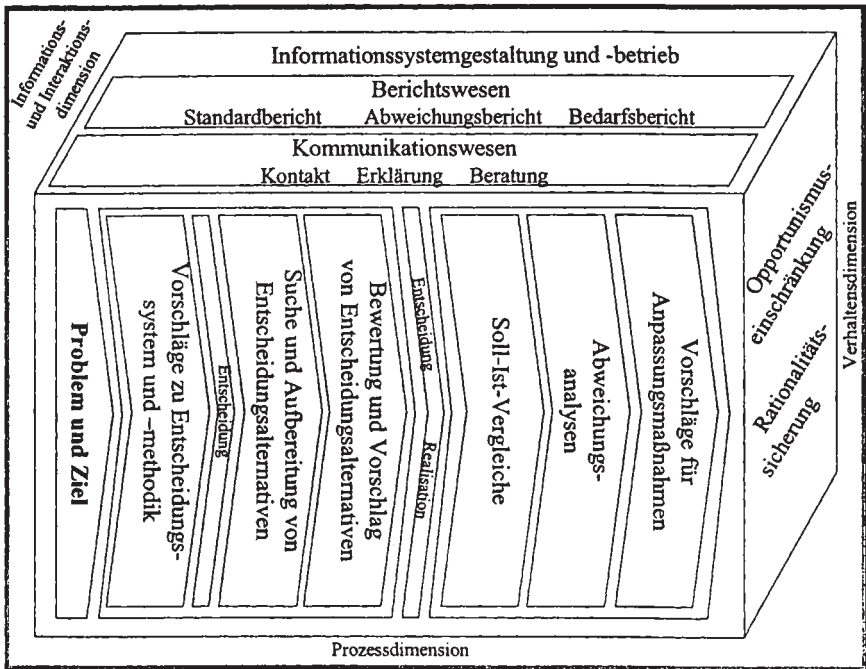 Informations-
und Interaktions-
dimension
Informationssystemgestaltung und -betrieb
Berichtswesen
Standardbericht Abweichungsbericht Bedarfsbericht
Kommunikationswesen
Kontakt Erklärung Beratung
Problem und Ziel
Vorschläge zu Entscheidungs-
system und –methodik
Entscheidung
Suche und Aufbereitung von
Entscheidungsalternativen
Bewertung und Vorschlag
von Entscheidungsalternativen
Entscheidung
Realisation
Soll-Ist-Vergleiche
Abweichungs-
analysen
Vorschläge für
Anpassungsmaßnahmen
Opportunismus-
einschränkung
Rationalitäts-
sicherung
Verhaltensdimension
Prozessdimension